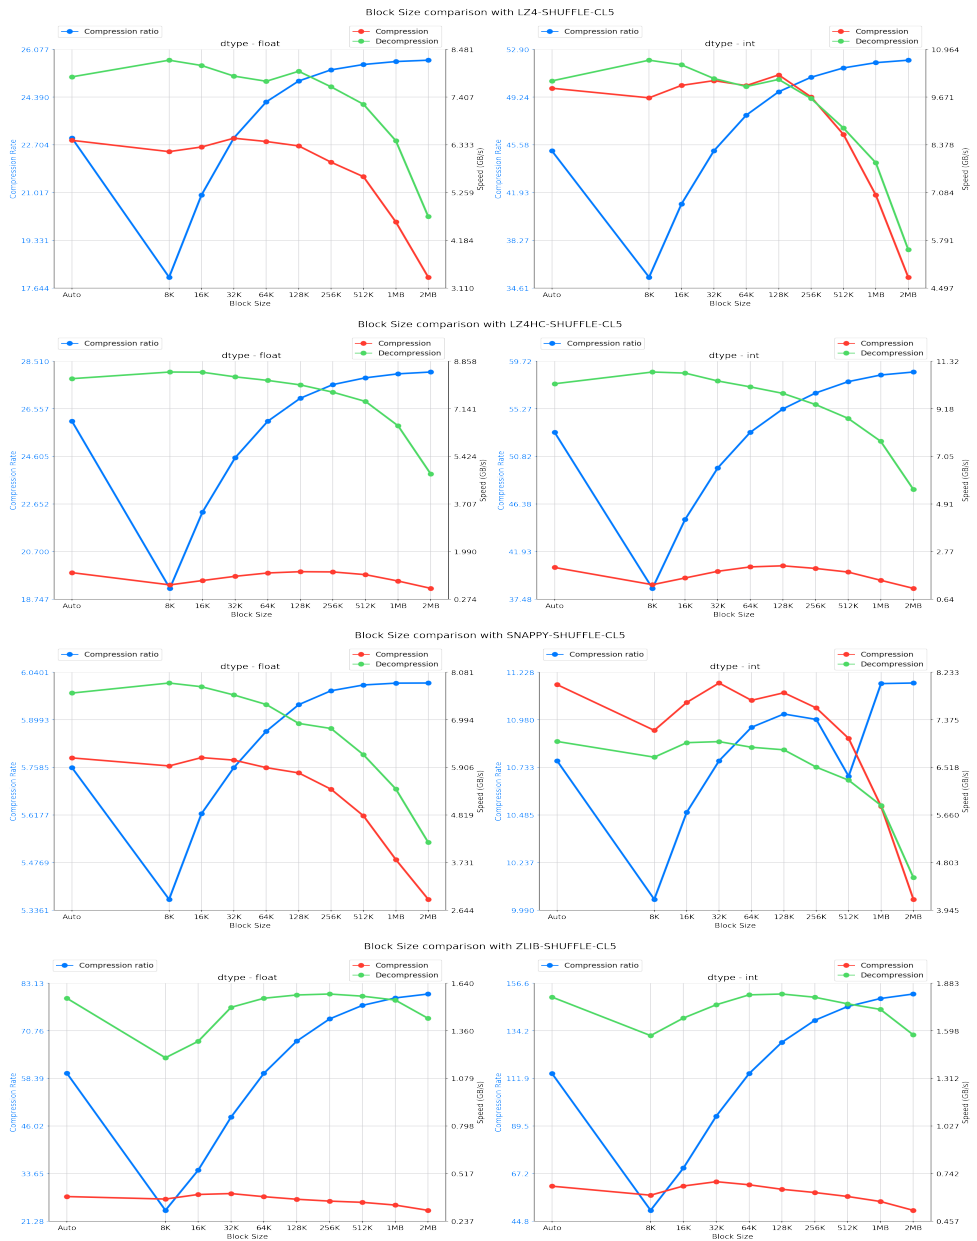 Block Size comparison with LZ4-SHUFFLE-CL5
Compression ratio
dtype - float
Compression
Decompression
26.077
24.390
22.704
21.017
19.331
17.644
Compression Rate
8.481
7.407
6.333
5.259
4.184
3.110
Speed (GB/s)
Auto 8K 16K 32K 64K 128K 256K 512K 1MB 2MB
Block Size
Compression ratio
dtype - int
Compression
Decompression
52.90
49.24
45.58
41.93
38.27
34.61
Compression Rate
10.964
9.671
8.378
7.084
5.791
4.497
Speed (GB/s)
Auto 8K 16K 32K 64K 128K 256K 512K 1MB 2MB
Block Size
Block Size comparison with LZ4HC-SHUFFLE-CL5
Compression ratio
dtype - float
Compression
Decompression
28.510
26.557
24.605
22.652
20.700
18.747
Compression Rate
8.858
7.141
5.424
3.707
1.990
0.274
Speed (GB/s)
Auto 8K 16K 32K 64K 128K 256K 512K 1MB 2MB
Block Size
Compression ratio
dtype - int
Compression
Decompression
59.72
55.27
50.82
46.38
41.93
37.48
Compression Rate
11.32
9.18
7.05
4.91
2.77
0.64
Speed (GB/s)
Auto 8K 16K 32K 64K 128K 256K 512K 1MB 2MB
Block Size
Block Size comparison with SNAPPY-SHUFFLE-CL5
Compression ratio
dtype - float
Compression
Decompression
6.0401
5.8993
5.7585
5.6177
5.4769
5.3361
Compression Rate
8.081
6.994
5.906
4.819
3.731
2.644
Speed (GB/s)
Auto 8K 16K 32K 64K 128K 256K 512K 1MB 2MB
Block Size
Compression ratio
dtype - int
Compression
Decompression
11.228
10.980
10.733
10.485
10.237
9.990
Compression Rate
8.233
7.375
6.518
5.660
4.803
3.945
Speed (GB/s)
Auto 8K 16K 32K 64K 128K 256K 512K 1MB 2MB
Block Size
Block Size comparison with ZLIB-SHUFFLE-CL5
Compression ratio
dtype - float
Compression
Decompression
83.13
70.76
58.39
46.02
33.65
21.28
Compression Rate
1.640
1.360
1.079
0.798
0.517
0.237
Speed (GB/s)
Auto 8K 16K 32K 64K 128K 256K 512K 1MB 2MB
Block Size
Compression ratio
dtype - int
Compression
Decompression
156.6
134.2
111.9
89.5
67.2
44.8
Compression Rate
1.883
1.598
1.312
1.027
0.742
0.457
Speed (GB/s)
Auto 8K 16K 32K 64K 128K 256K 512K 1MB 2MB
Block Size